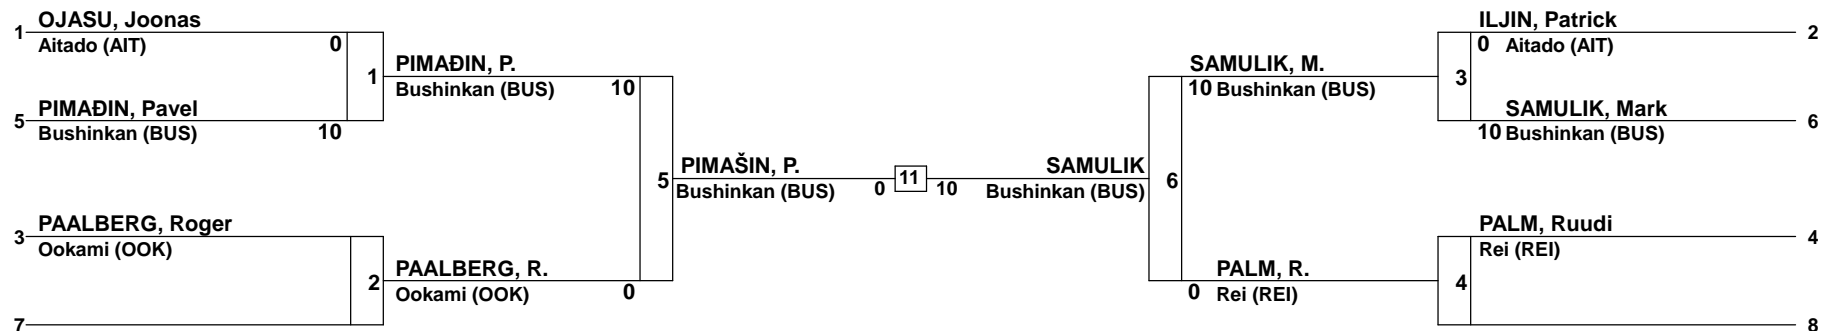 OJASU, Joonas
1
Aitado (AIT) 0
1
PIMAĐIN, P.
Bushinkan (BUS) 10
PIMAĐIN, Pavel
5
Bushinkan (BUS) 10
5
PIMAŠIN, P.
Bushinkan (BUS) 0
11
PAALBERG, Roger
3
Ookami (OOK)
2
PAALBERG, R.
Ookami (OOK) 0
7
SAMULIK
10 Bushinkan (BUS)
6
SAMULIK, M.
10 Bushinkan (BUS)
3
ILJIN, Patrick
2
0 Aitado (AIT)
SAMULIK, Mark
6
10 Bushinkan (BUS)
PALM, R.
0 Rei (REI)
4
PALM, Ruudi
4
Rei (REI)
8